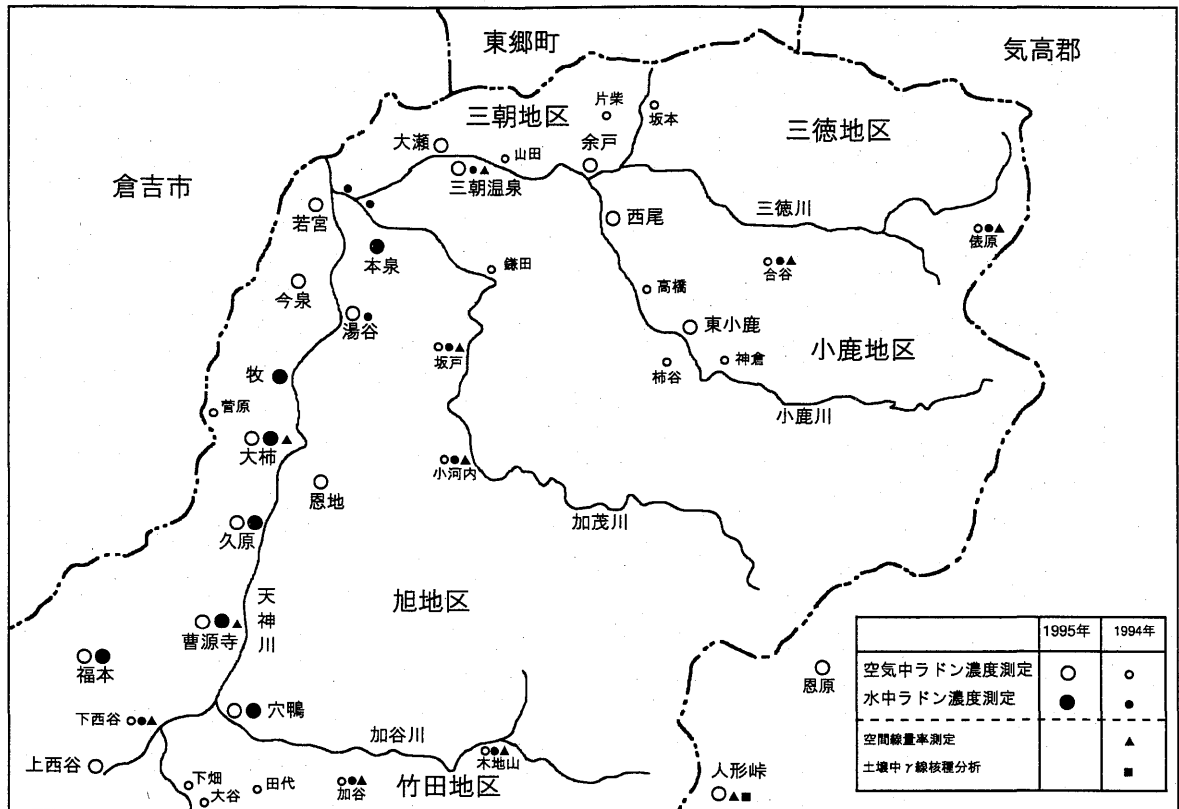 東郷町
気高郡
三朝地区
片柴
坂本
三徳地区
大瀬
山田
余戸
倉吉市
三朝温泉
若宮
西尾
三徳川
俵原
本泉
鎌田
合谷
今泉
高橋
湯谷
東小鹿
坂戸
小鹿地区
牧
柿谷
神倉
菅原
小鹿川
大柿
小河内
恩地
加茂川
久原
天神川
旭地区
曹源寺
福本
恩原
下西谷
穴鴨
加谷川
上西谷
木地山
下畑
田代
加谷
竹田地区
人形峠
大谷
1995年 1994年
空気中ラドン濃度測定
水中ラドン濃度測定
空間線量率測定
土壌中γ線核種分析